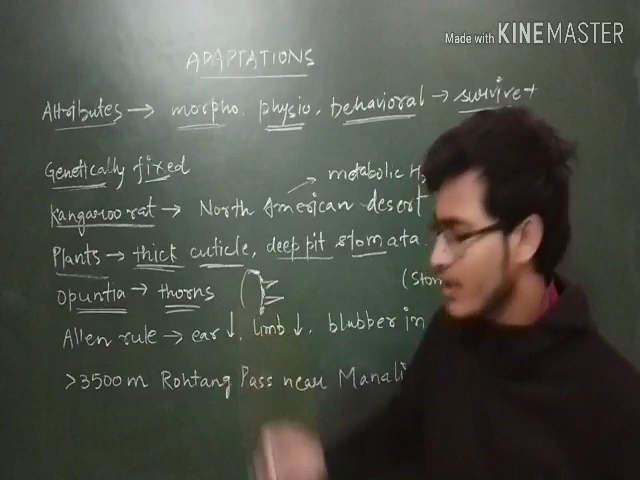 Made with KINEMASTER
ADAPTATIONS
Attributes → morpho. physio, behavioral → survive +
Genetically fixed
metabolic H₂
Kangaroo rat → North American desert
Plants → thick cuticle, deep pit stomata.
(Stom
Opuntia → thorns
Allen rule → ear ↓, limb ↓, blubber in
>3500m Rohtang Pass near Manali